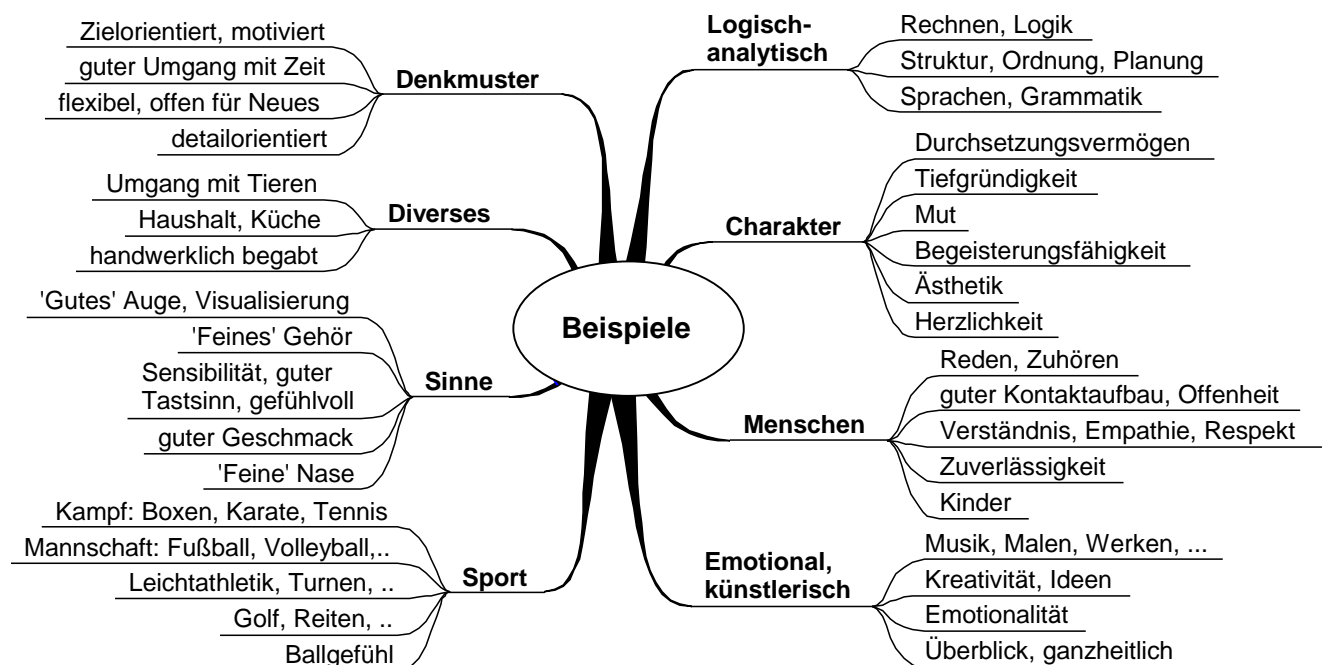 Beispiele
Logisch-
analytisch
Rechnen, Logik
Struktur, Ordnung, Planung
Sprachen, Grammatik
Charakter
Durchsetzungsvermögen
Tiefgründigkeit
Mut
Begeisterungsfähigkeit
Ästhetik
Herzlichkeit
Menschen
Reden, Zuhören
guter Kontaktaufbau, Offenheit
Verständnis, Empathie, Respekt
Zuverlässigkeit
Kinder
Emotional,
künstlerisch
Musik, Malen, Werken, ...
Kreativität, Ideen
Emotionalität
Überblick, ganzheitlich
Denkmuster
Zielorientiert, motiviert
guter Umgang mit Zeit
flexibel, offen für Neues
detailorientiert
Diverses
Umgang mit Tieren
Haushalt, Küche
handwerklich begabt
Sinne
'Gutes' Auge, Visualisierung
'Feines' Gehör
Sensibilität, guter
Tastsinn, gefühlvoll
guter Geschmack
'Feine' Nase
Sport
Kampf: Boxen, Karate, Tennis
Mannschaft: Fußball, Volleyball,..
Leichtathletik, Turnen, ..
Golf, Reiten, ..
Ballgefühl